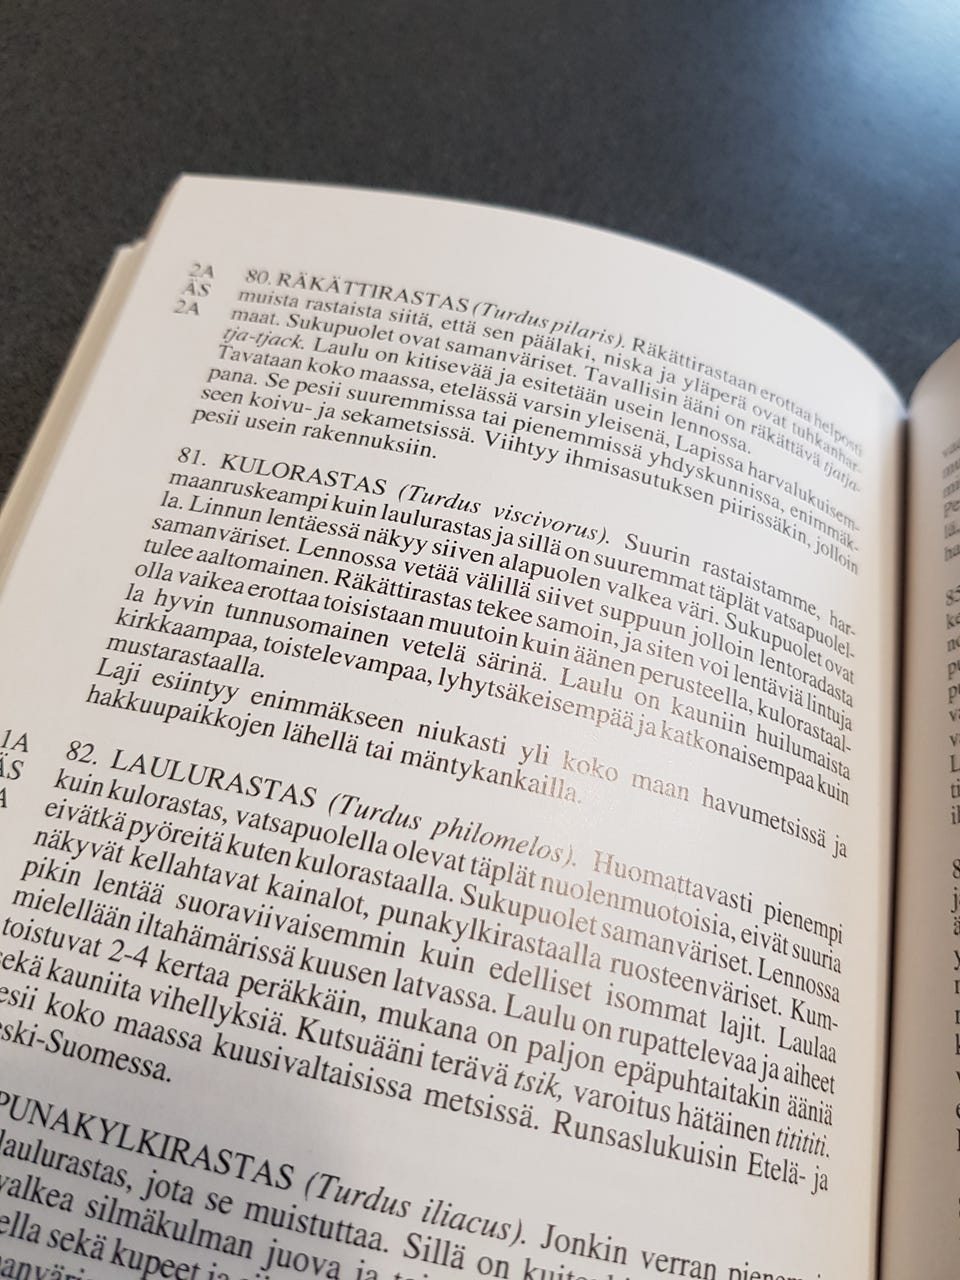 2A
ÄS
2A
80. RÄKÄTTIRASTAS (Turdus pilaris). Räkättirastaan erottaa helposti
muista rastaista siitä, että sen päälaki, niska ja yläperä ovat tuhkanhar-
maat. Sukupuolet ovat samanväriset. Tavallisin ääni on räkättävä tjatja-
tja-tjack. Laulu on kitisevää ja esitetään usein lennossa.
Tavataan koko maassa, etelässä varsin yleisenä, Lapissa harvalukuisem-
pana. Se pesii suuremmissa tai pienemmissä yhdyskunnissa, enimmäk-
seen koivu- ja sekametsissä. Viihtyy ihmisasutuksen piirissäkin, jolloin
pesii usein rakennuksiin.
81. KULORASTAS (Turdus viscivorus). Suurin rastaistamme, har-
maanruskeampi kuin laulurastas ja sillä on suuremmat täplät vatsapuolel-
la. Linnun lentäessä näkyy siiven alapuolen valkea väri. Sukupuolet ovat
samanväriset. Lennossa vetää välillä siivet suppuun jolloin lentoradasta
tulee aaltomainen. Räkättirastas tekee samoin, ja siten voi lentäviä lintuja
olla vaikea erottaa toisistaan muutoin kuin äänen perusteella, kulorastaal-
la hyvin tunnusomainen vetelä särinä. Laulu on kauniin huilumaista
kirkkaampaa, toistelevampaa, lyhytsäkeisempää ja katkonaisempaa kuin
mustarastaalla.
Laji esiintyy enimmäkseen niukasti yli koko maan havumetsissä ja
hakkuupaikkojen lähellä tai mäntykankailla.
1A
ÄS
A
82. LAULURASTAS (Turdus philomelos). Huomattavasti pienempi
kuin kulorastas, vatsapuolella olevat täplät nuolenmuotoisia, eivät suuria
eivätkä pyöreitä kuten kulorastaalla. Sukupuolet samanväriset. Lennossa
näkyvät kellahtavat kainalot, punakylkirastaalla ruosteenväriset. Kum-
pikin lentää suoraviivaisemmin kuin edelliset isommat lajit. Laulaa
mielellään iltahämärissä kuusen latvassa. Laulu on rupattelevaa ja aiheet
toistuvat 2-4 kertaa peräkkäin, mukana on paljon epäpuhtaitakin ääniä
sekä kauniita vihellyksiä. Kutsuääni terävä tsik, varoitus hätäinen titititi.
esii koko maassa kuusivaltaisissa metsissä. Runsaslukuisin Etelä- ja
eski-Suomessa.
PUNAKYLKIRASTAS (Turdus iliacus). Jonkin verran pienem
laulurastas, jota se muistuttaa. Sillä on
valkea silmäkulman juova ja
ella sekä kupeet ja